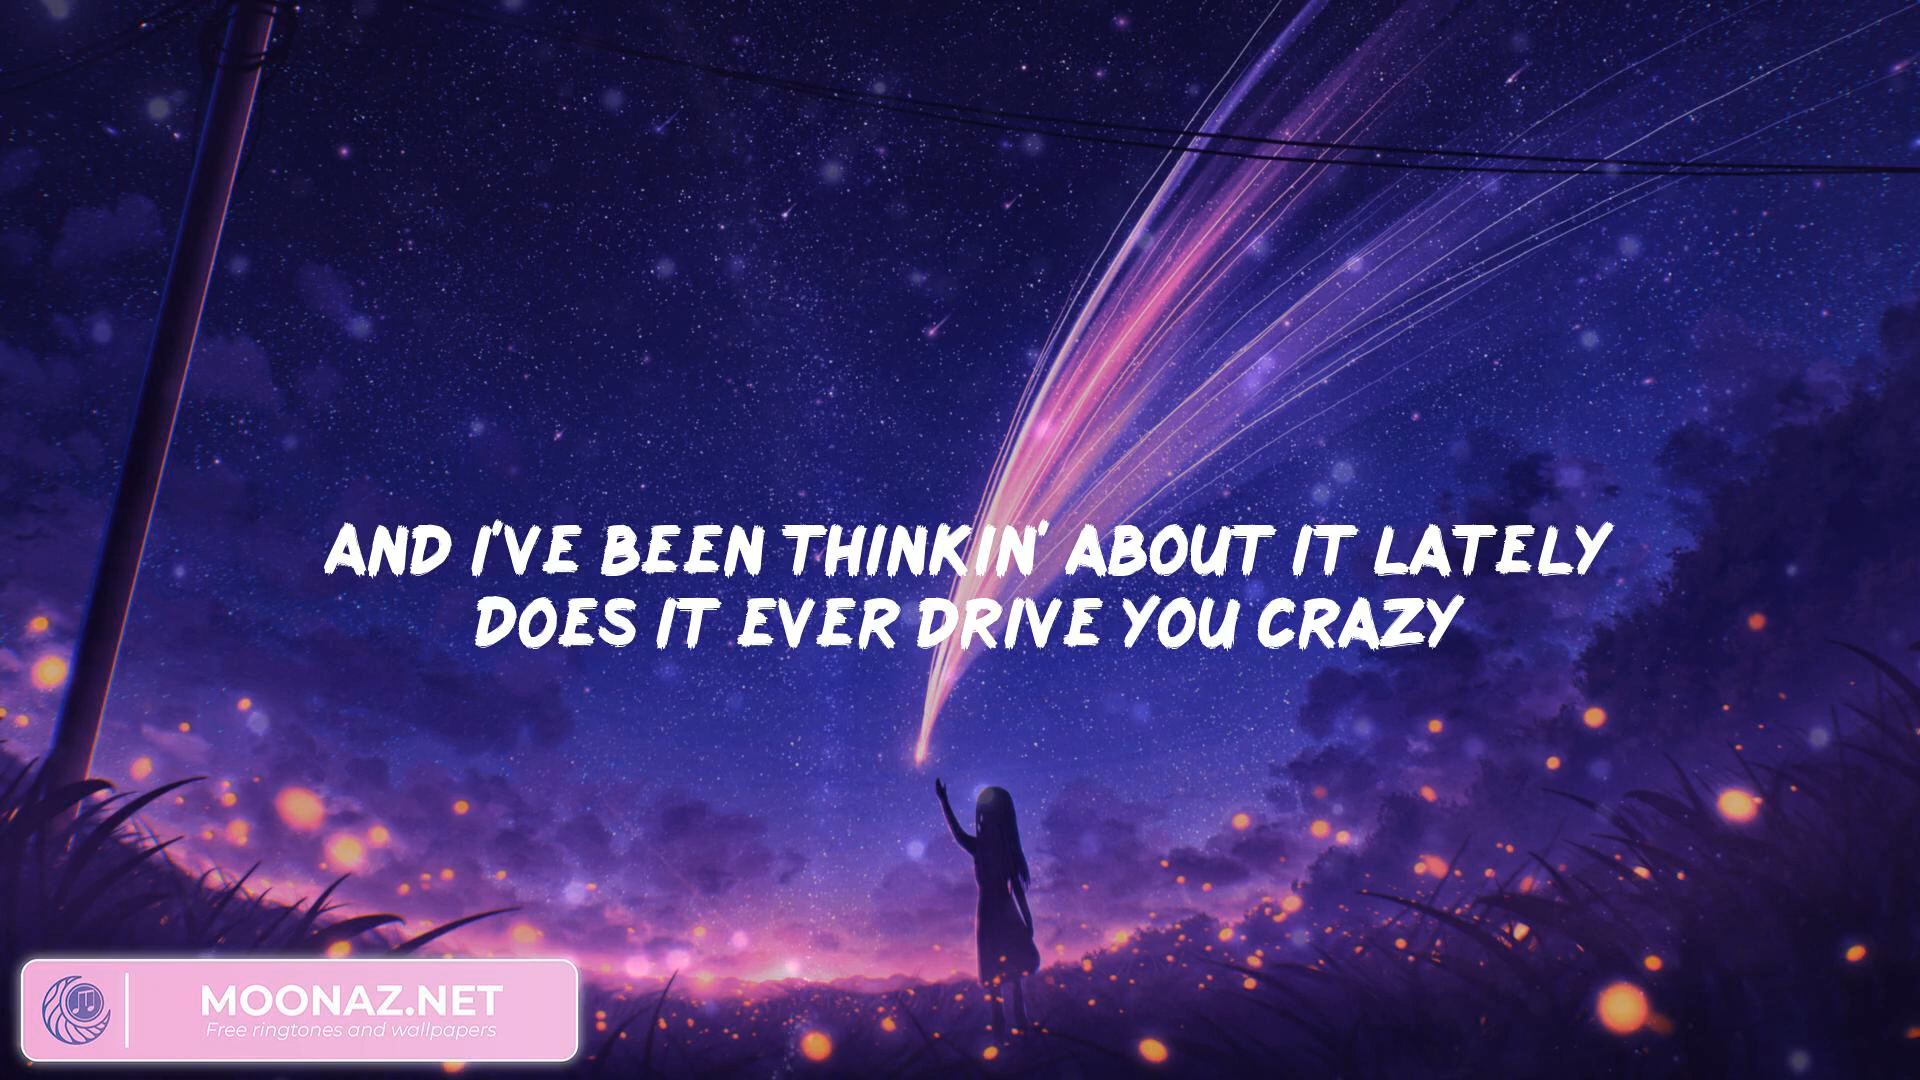 AND I'VE BEEN THINKIN' ABOUT IT LATELY
DOES IT EVER DRIVE YOU CRAZY
MOONAZ.NET
Free ringtones and wallpapers